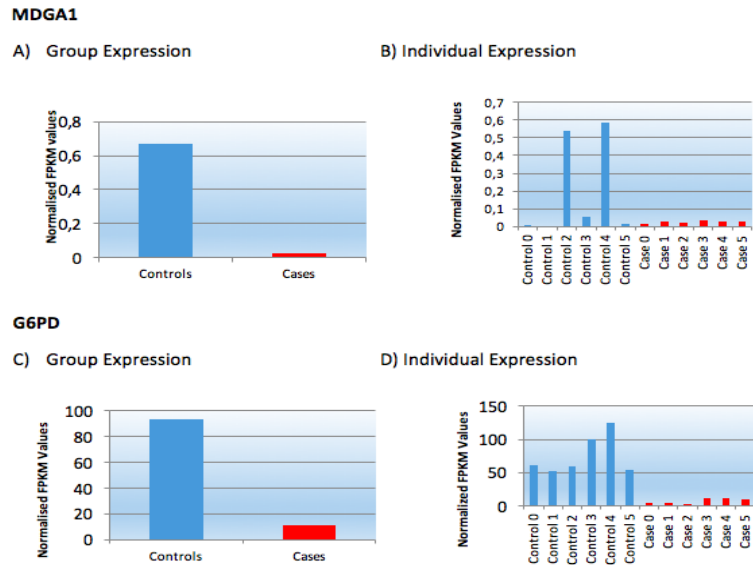 MDGA1
A) Group Expression
B) Individual Expression
Normalised FPKM values
0,8
0,6
0,4
0,2
0
Controls
Cases
Normalised FPKM Values
0,7
0,6
0,5
0,4
0,3
0,2
0,1
0
Control 0
Control 1
Control 2
Control 3
Control 4
Control 5
Case 0
Case 1
Case 2
Case 3
Case 4
Case 5
G6PD
C) Group Expression
D) Individual Expression
Normalised FPKM Values
100
80
60
40
20
0
Controls
Cases
Normalized FPKM Values
150
100
50
0
Control 0
Control 1
Control 2
Control 3
Control 4
Control 5
Case 0
Case 1
Case 2
Case 3
Case 4
Case 5